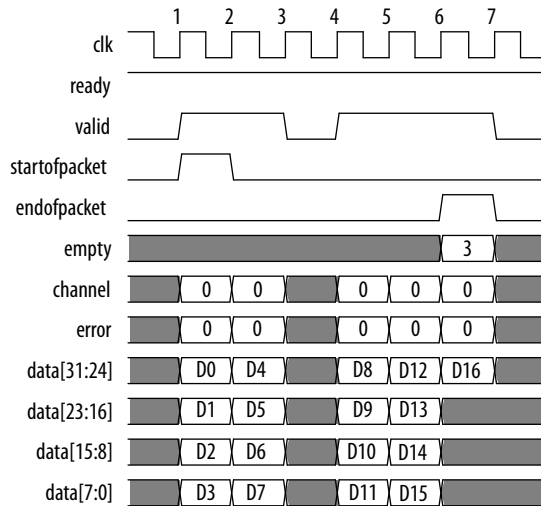 1 2 3 4 5 6 7
clk
ready
valid
startofpacket
endofpacket
empty 3
channel 0 0 0 0 0
error 0 0 0 0 0
data[31:24] D0 D4 D8 D12 D16
data[23:16] D1 D5 D9 D13
data[15:8] D2 D6 D10 D14
data[7:0] D3 D7 D11 D15